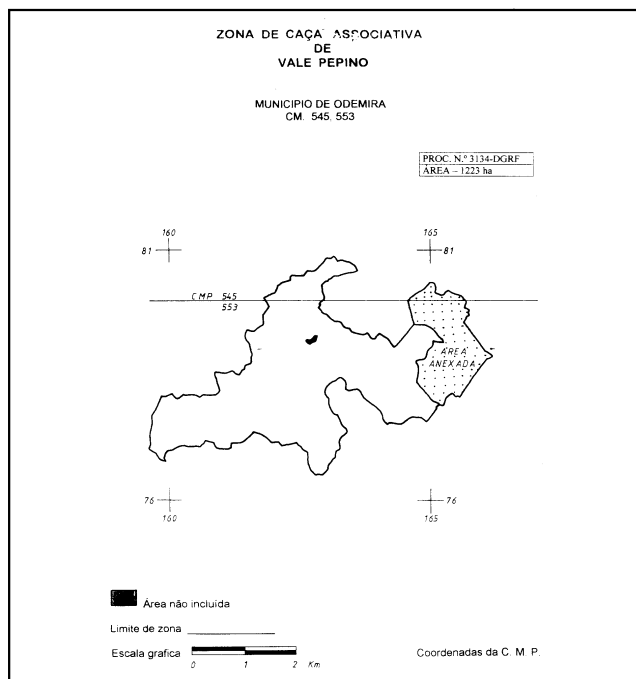 ZONA DE CAÇA ASSOCIATIVA
DE
VALE PEPINO
MUNICIPIO DE ODEMIRA
CM. 545, 553
PROC. N.º 3134-DGRF
ÁREA – 1223 ha
160
165
81
81
CMP 545
553
ÁREA
ANEXADA
76
76
160
165
Área não incluída
Limite de zona
Escala grafica
0 1 2 Km
Coordenadas da C. M. P.